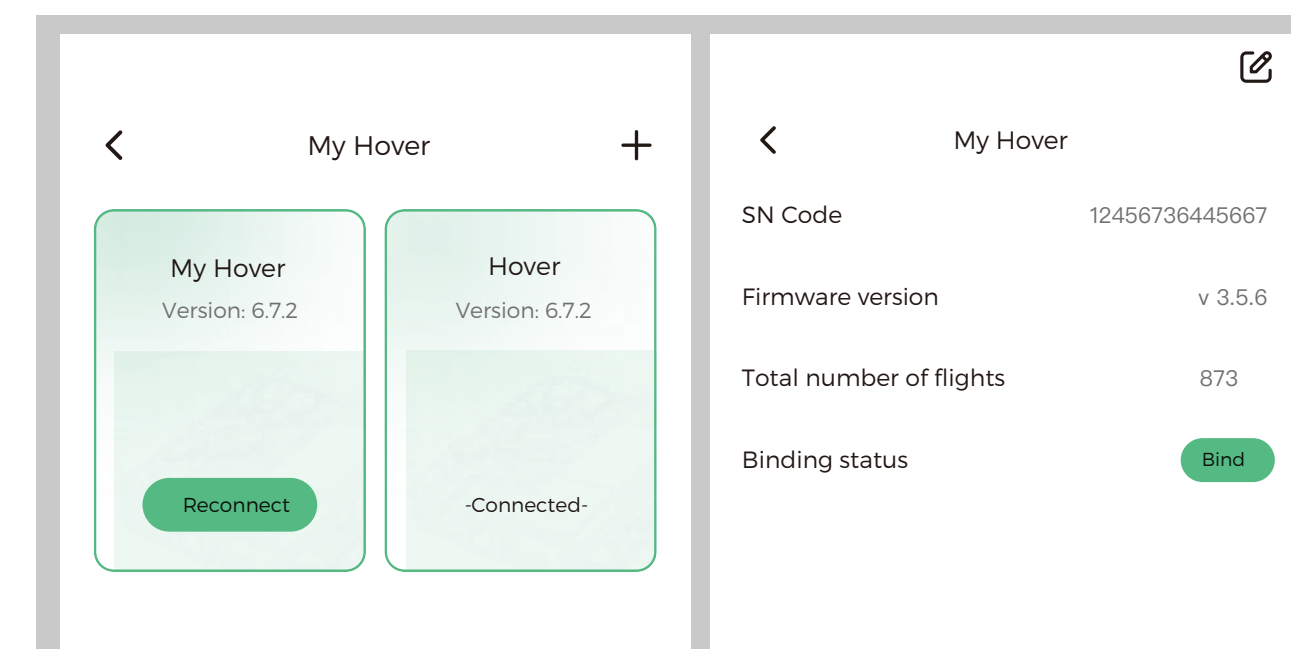 My Hover
My Hover
Version: 6.7.2
Reconnect
Hover
Version: 6.7.2
-Connected-
My Hover
SN Code 12456736445667
Firmware version v 3.5.6
Total number of flights 873
Binding status Bind